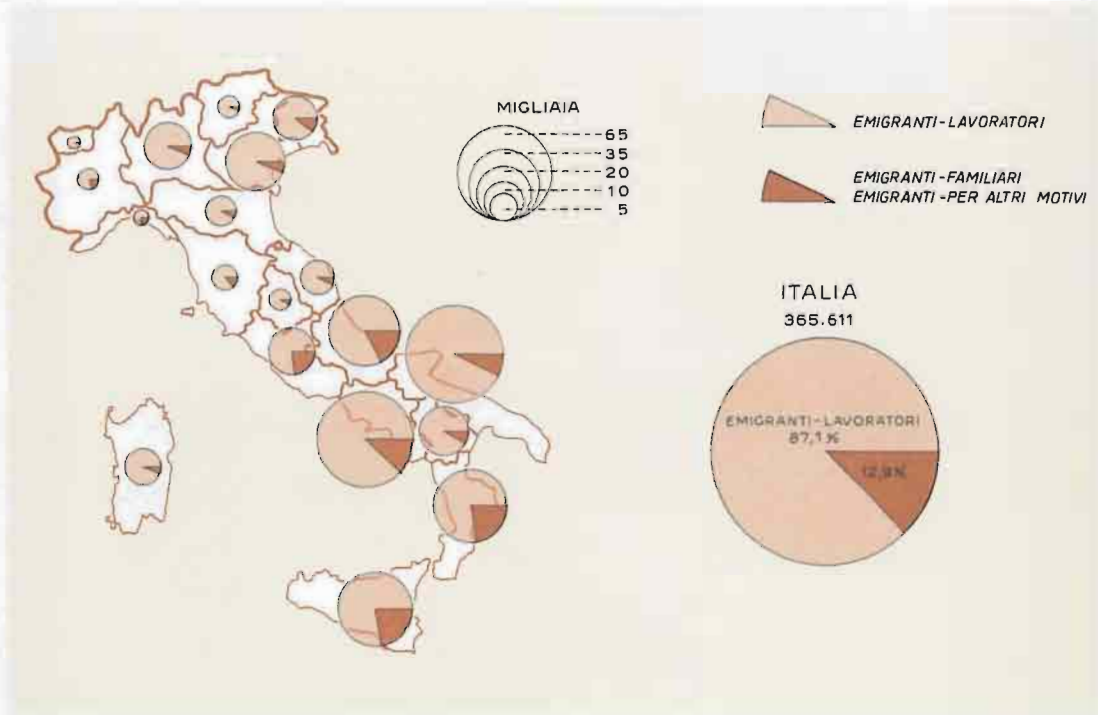 MIGLIAIA
65
35
20
10
5
EMIGRANTI-LAVORATORI
EMIGRANTI-FAMILIARI
EMIGRANTI-PER ALTRI MOTIVI
ITALIA
365.611
EMIGRANTI-LAVORATORI
87,1%
12,9%